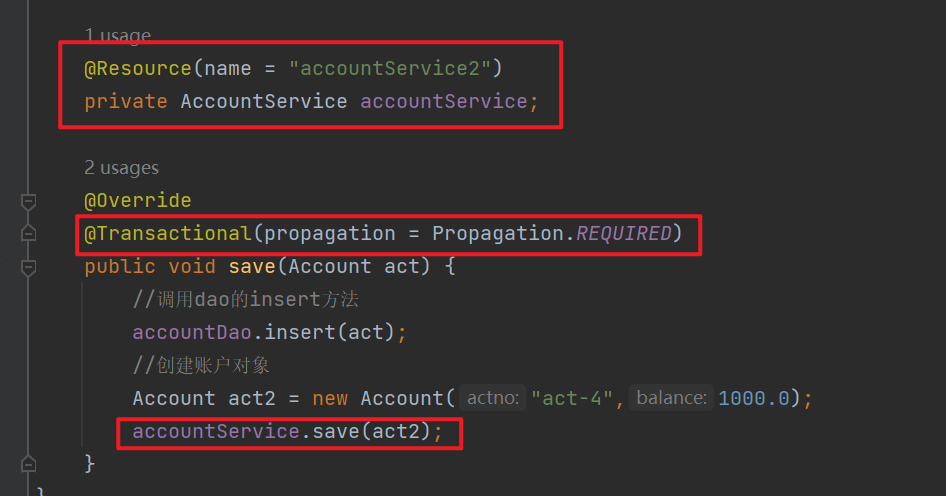 1 usage
@Resource(name = "accountService2")
private AccountService accountService;
2 usages
@Override
@Transactional(propagation = Propagation.REQUIRED)
public void save(Account act) {
//调用dao的insert方法
accountDao.insert(act);
//创建账户对象
Account act2 = new Account( actno: "act-4", balance: 1000.0);
accountService.save(act2);
}
}